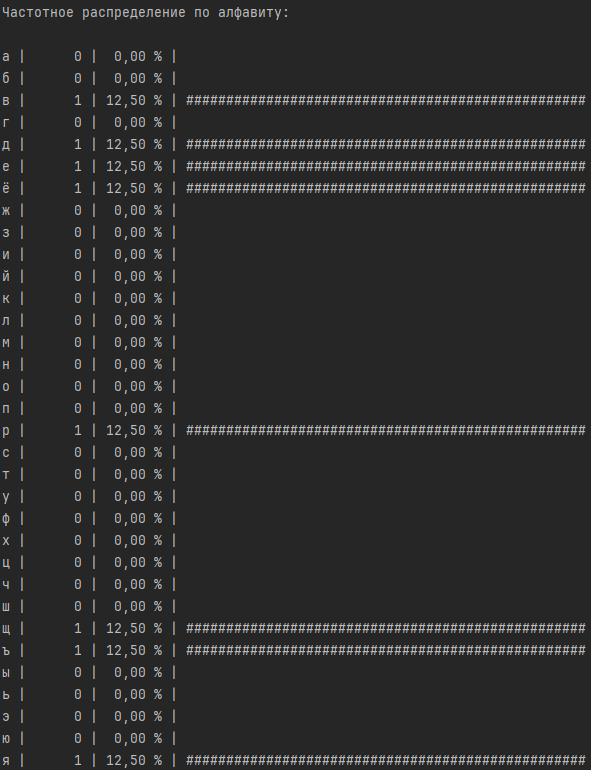 Частотное распределение по алфавиту:
а |      0 |  0,00 % |
б |      0 |  0,00 % |
в |      1 | 12,50 % | ##################################################
г |      0 |  0,00 % |
д |      1 | 12,50 % | ##################################################
е |      1 | 12,50 % | ##################################################
ё |      1 | 12,50 % | ##################################################
ж |      0 |  0,00 % |
з |      0 |  0,00 % |
и |      0 |  0,00 % |
й |      0 |  0,00 % |
к |      0 |  0,00 % |
л |      0 |  0,00 % |
м |      0 |  0,00 % |
н |      0 |  0,00 % |
о |      0 |  0,00 % |
п |      0 |  0,00 % |
р |      1 | 12,50 % | ##################################################
с |      0 |  0,00 % |
т |      0 |  0,00 % |
у |      0 |  0,00 % |
ф |      0 |  0,00 % |
х |      0 |  0,00 % |
ц |      0 |  0,00 % |
ч |      0 |  0,00 % |
ш |      0 |  0,00 % |
щ |      1 | 12,50 % | ##################################################
ъ |      1 | 12,50 % | ##################################################
ы |      0 |  0,00 % |
ь |      0 |  0,00 % |
э |      0 |  0,00 % |
ю |      0 |  0,00 % |
я |      1 | 12,50 % | ##################################################